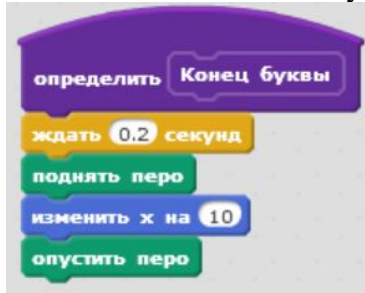 определить Конец буквы
ждать 0.2 секунд
поднять перо
изменить x на 10
опустить перо